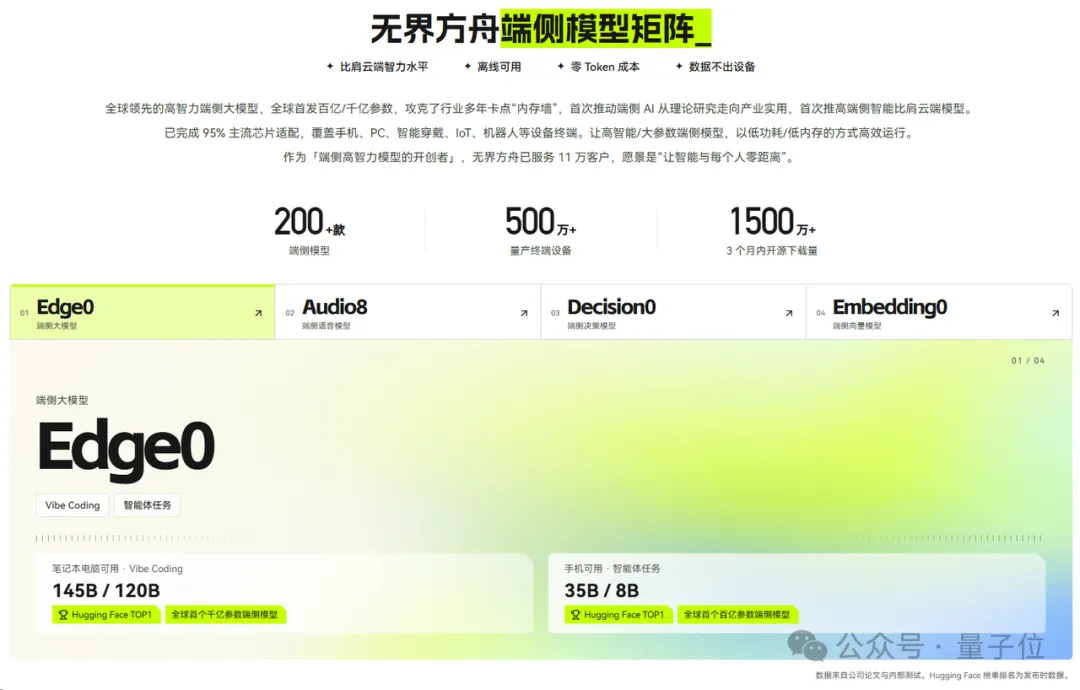 无界方舟端侧模型矩阵_
✦ 比肩云端智力水平 ✦ 离线可用 ✦ 零 Token 成本 ✦ 数据不出设备
全球领先的高智力端侧大模型，全球首发百亿/千亿参数，攻克了行业多年卡点“内存墙”，首次推动端侧 AI 从理论研究走向产业实用，首次推高端侧智能比肩云端模型。
已完成 95% 主流芯片适配，覆盖手机、PC、智能穿戴、IoT、机器人等设备终端。让高智能/大参数端侧模型，以低功耗/低内存的方式高效运行。
作为「端侧高智力模型的开创者」，无界方舟已服务 11 万客户，愿景是“让智能与每个人零距离”。
200+款
端侧模型
500万+
量产终端设备
1500万+
3 个月内开源下载量
01 Edge0
端侧大模型
02 Audio8
端侧语音模型
03 Decision0
端侧决策模型
04 Embedding0
端侧向量模型
01 / 04
端侧大模型
Edge0
Vibe Coding 智能体任务
笔记本电脑可用 · Vibe Coding
145B / 120B
Hugging Face TOP1 全球首个千亿参数端侧模型
手机可用 · 智能体任务
35B / 8B
Hugging Face TOP1 全球首个百亿参数端侧模型
公众号 · 量子位
数据来自公司论文与内部测试。Hugging Face 榜单排名为发布时数据。